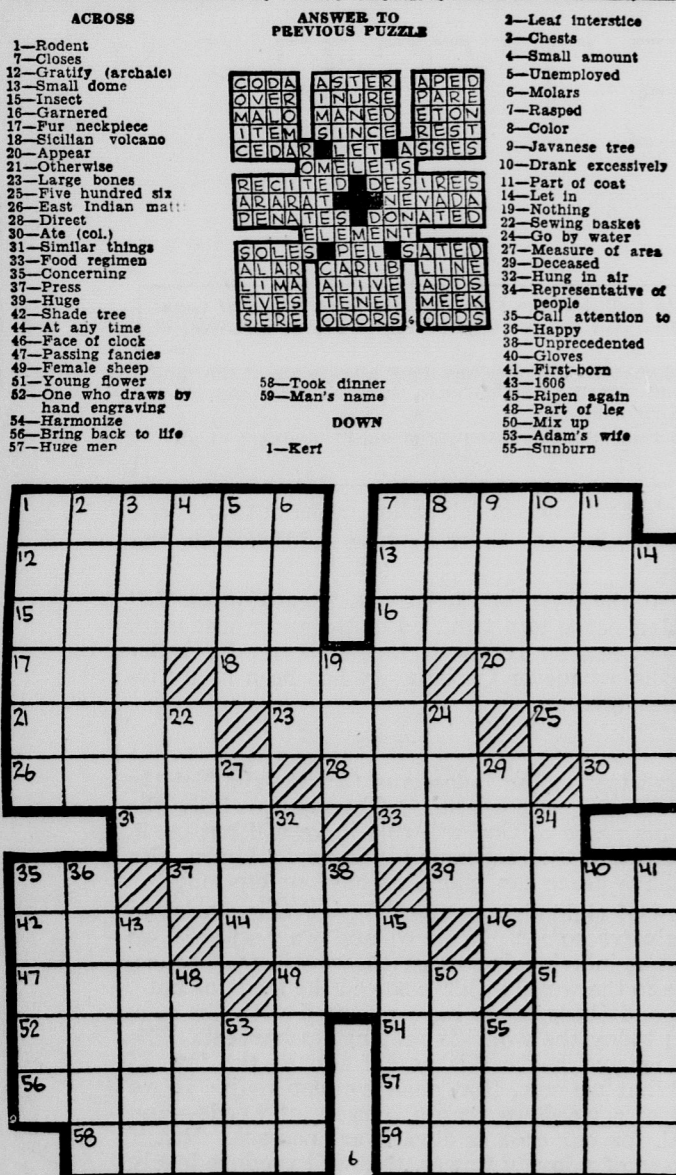 ACROSS
1—Rodent
7—Closes
12—Gratify (archaic)
13—Small dome
15—Insect
16—Garnered
17—Fur neckpiece
18—Sicilian volcano
20—Appear
21—Otherwise
23—Large bones
25—Five hundred six
26—East Indian
28—Direct
30—Ate (col.)
31—Similar things
33—Food regimen
35—Concerning
37—Press
39—Huge
42—Shade tree
44—At any time
46—Face of clock
47—Passing fancies
49—Female sheep
51—Young flower
52—One who draws by
hand engraving
54—Harmonize
56—Bring back to life
57—Huge men
ANSWER TO
PREVIOUS PUZZLE
CODA ASTER APED
OVER INURE PARE
MALO MANED ETON
ITEM SINCE REST
CEDAR LET ASSES
OMELETS
RECITED DESIRES
ARARAT NEVADA
PENATES DONATED
ELEMENT
SOLES PEL SATED
ALAR CARIB LINE
LIMA ALIVE ADDS
EVES TENET MEEK
SERE ODORS 6 ODDS
58—Took dinner
59—Man's name
DOWN
1—Kerf
2—Leaf interstice
3—Chests
4—Small amount
5—Unemployed
6—Molars
7—Rasped
8—Color
9—Javanese tree
10—Drank excessively
11—Part of coat
14—Let in
19—Nothing
22—Sewing basket
24—Go by water
27—Measure of area
29—Deceased
32—Hung in air
34—Representative of
people
35—Call attention to
36—Happy
38—Unprecedented
40—Gloves
41—First-born
43—1606
45—Ripen again
48—Part of leg
50—Mix up
53—Adam's wife
55—Sunburn
1 2 3 4 5 6 7 8 9 10 11
12 13 14
15 16
17 18 19 20
21 22 23 24 25
26 27 28 29 30
31 32 33 34
35 36 37 38 39 40 41
42 43 44 45 46
47 48 49 50 51
52 53 54 55
56 57
58 6 59